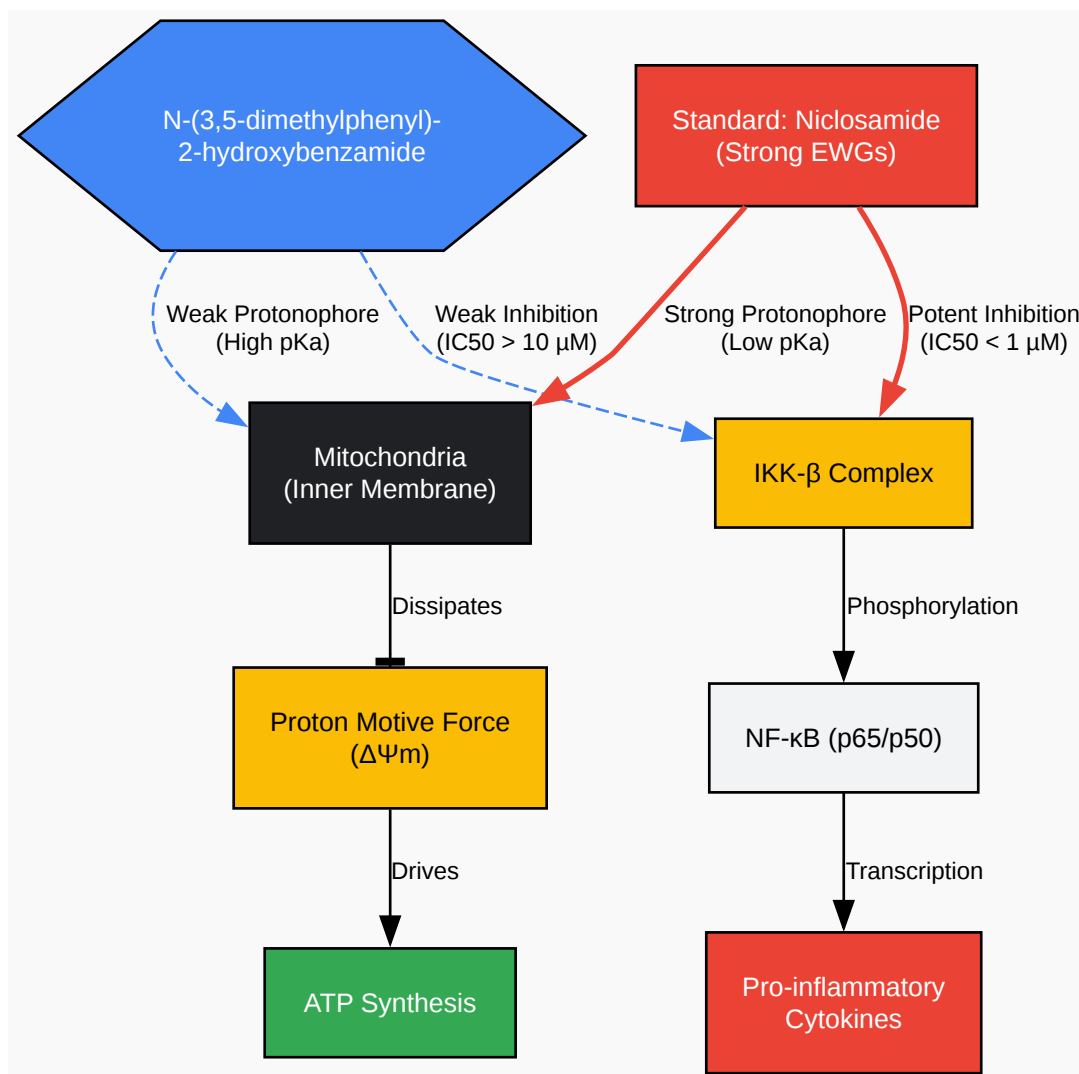 N-(3,5-dimethylphenyl)-
2-hydroxybenzamide
Standard: Niclosamide
(Strong EWGs)
Weak Protonophore
(High pKa)
Weak Inhibition
(IC50 > 10 µM)
Strong Protonophore
(Low pKa)
Potent Inhibition
(IC50 < 1 µM)
Mitochondria
(Inner Membrane)
IKK-β Complex
Dissipates
Phosphorylation
Proton Motive Force
(ΔΨm)
NF-κB (p65/p50)
Drives
Transcription
ATP Synthesis
Pro-inflammatory
Cytokines